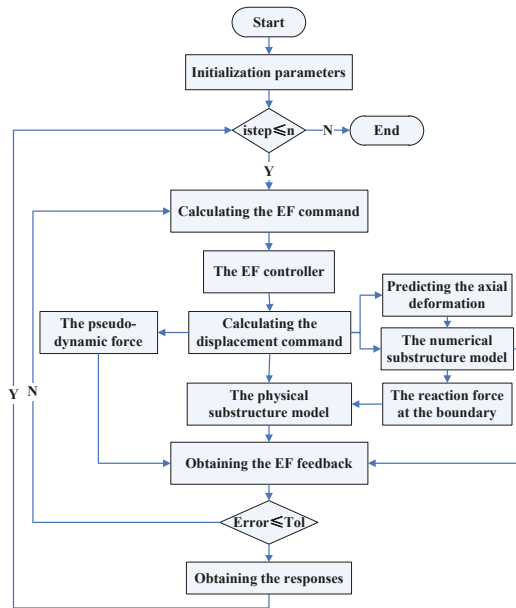 Start
Initialization parameters
istep≤n
N
End
Y
Calculating the EF command
The EF controller
Predicting the axial
deformation
The pseudo-
dynamic force
Calculating the
displacement command
The numerical
substructure model
Y
N
The physical
substructure model
The reaction force
at the boundary
Obtaining the EF feedback
Error≤Tol
Obtaining the responses